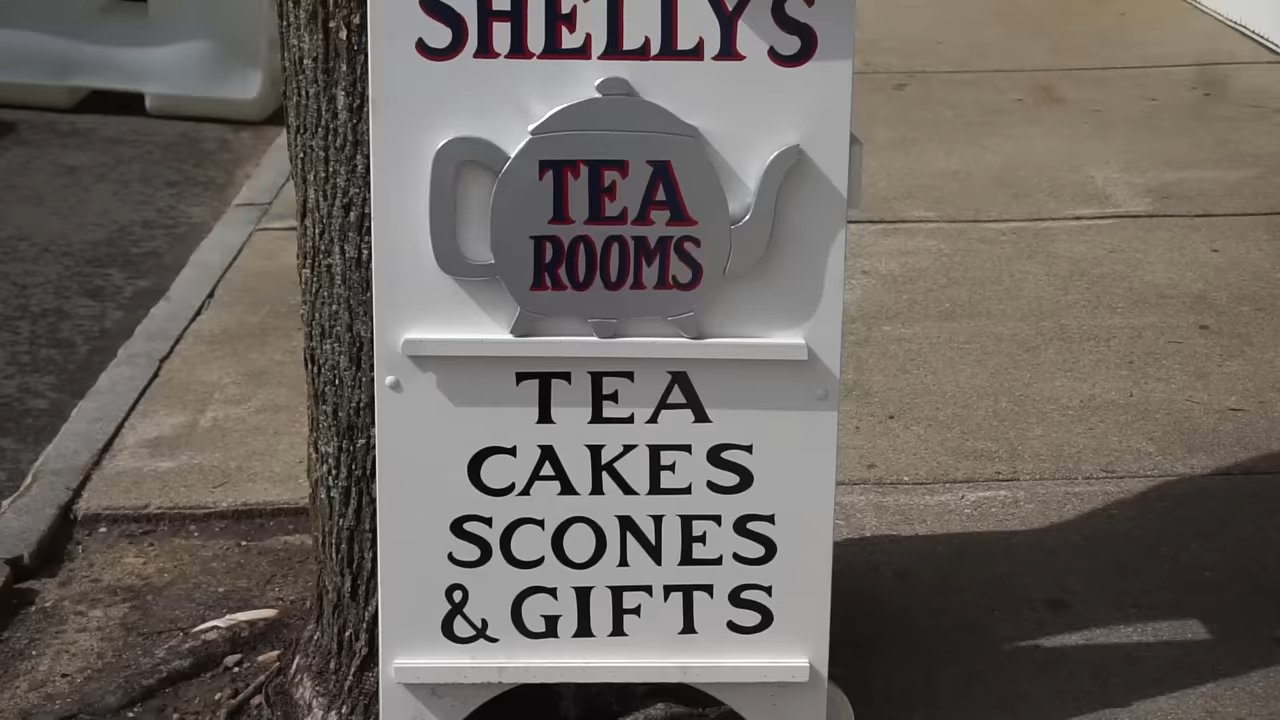 SHELLY'S
TEA
ROOMS
TEA
CAKES
SCONES
& GIFTS